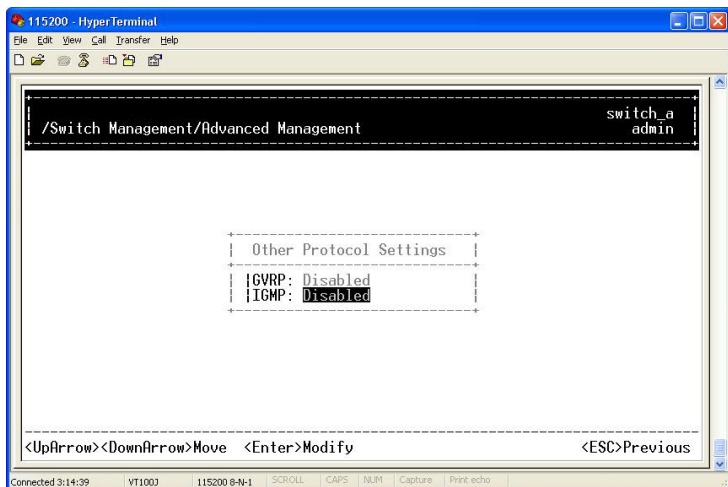 115200 - HyperTerminal
File Edit View Call Transfer Help
switch_a
/Switch Management/Advanced Management admin
Other Protocol Settings
GVRP: Disabled
IGMP: Disabled
<UpArrow><DownArrow>Move <Enter>Modify <ESC>Previous
Connected 3:14:39 VT100J 115200 8-N-1 SCROLL CAPS NUM Capture Print echo